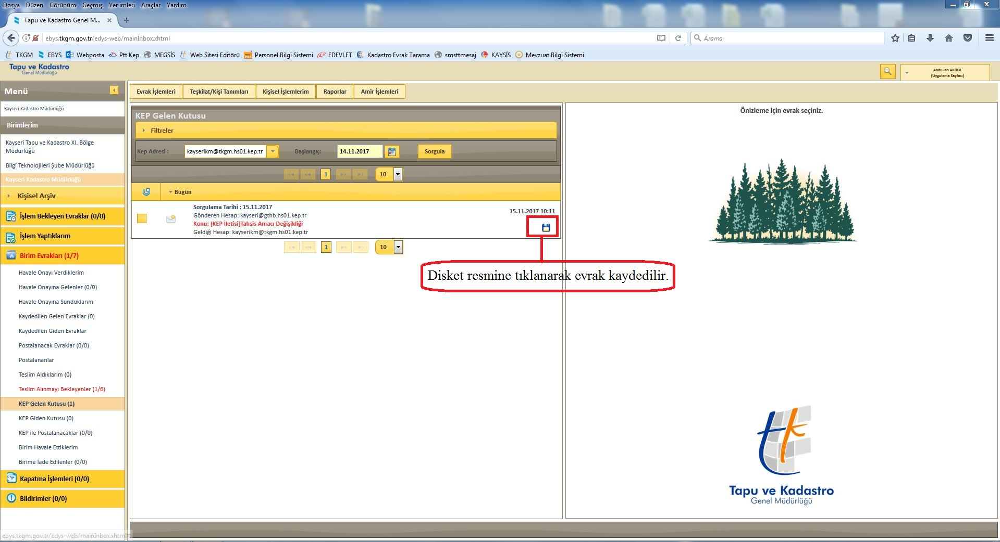 Dosya Düzen Görünüm Geçmiş Yer imleri Araçlar Yardım
Tapu ve Kadastro Genel M... × +
ebys.tkgm.gov.tr/edys-web/mainInbox.xhtml
Arama
TKGM EBYS Webposta Ptt Kep MEGSİS Web Sitesi Editörü Personel Bilgi Sistemi EDEVLET Kadastro Evrak Tarama smsttmesaj KAYSİS Mevzuat Bilgi Sistemi
Tapu ve Kadastro
Genel Müdürlüğü
Abdullah AKDÖL
(Uygulama Sayfası)
Menü
Kayseri Kadastro Müdürlüğü
Birimlerim
Kayseri Tapu ve Kadastro XI. Bölge
Müdürlüğü
Bilgi Teknolojileri Şube Müdürlüğü
Kayseri Kadastro Müdürlüğü
Kişisel Arşiv
İşlem Bekleyen Evraklar (0/0)
İşlem Yaptıklarım
Birim Evrakları (1/7)
Havale Onayı Verdiklerim
Havale Onayına Gelenler (0/0)
Havale Onayına Sunduklarım
Kaydedilen Gelen Evraklar (0)
Kaydedilen Giden Evraklar
Postalanacak Evraklar (0/0)
Postalananlar
Teslim Aldıklarım (0)
Teslim Alınmayı Bekleyenler (1/6)
KEP Gelen Kutusu (1)
KEP Giden Kutusu (0)
KEP ile Postalanacaklar (0/0)
Birim Havale Ettiklerim
Birime İade Edilenler (0/0)
Kapatma İşlemleri (0/0)
Bildirimler (0/0)
ebys.tkgm.gov.tr/edys-web/mainInbox.xhtml#
Evrak İşlemleri Teşkilat/Kişi Tanımları Kişisel İşlemlerim Raporlar Amir İşlemleri
KEP Gelen Kutusu
Filtreler
Kep Adresi : kayserikm@tkgm.hs01.kep.tr Başlangıç: 14.11.2017 Sorgula
1 10
Bugün
Sorgulama Tarihi : 15.11.2017
15.11.2017 10:11
Gönderen Hesap: kayseri@gthb.hs01.kep.tr
Konu: [KEP İletisi]Tahsis Amacı Değişikliği
Geldiği Hesap: kayserikm@tkgm.hs01.kep.tr
1 10
Disket resmine tıklanarak evrak kaydedilir.
Önizleme için evrak seçiniz.
Tapu ve Kadastro
Genel Müdürlüğü